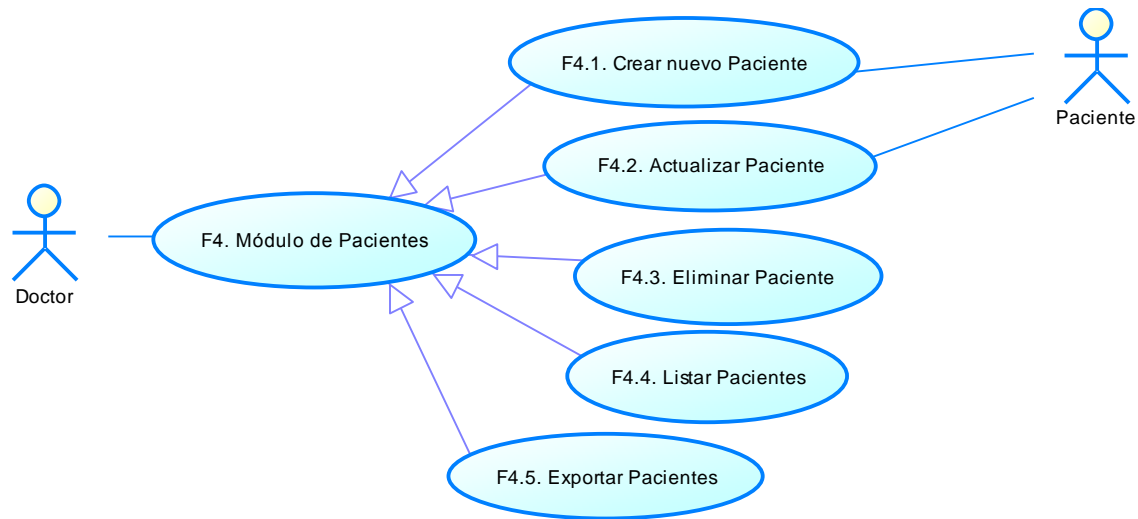 F4.1. Crear nuevo Paciente
Paciente
F4.2. Actualizar Paciente
F4. Módulo de Pacientes
Doctor
F4.3. Eliminar Paciente
F4.4. Listar Pacientes
F4.5. Exportar Pacientes